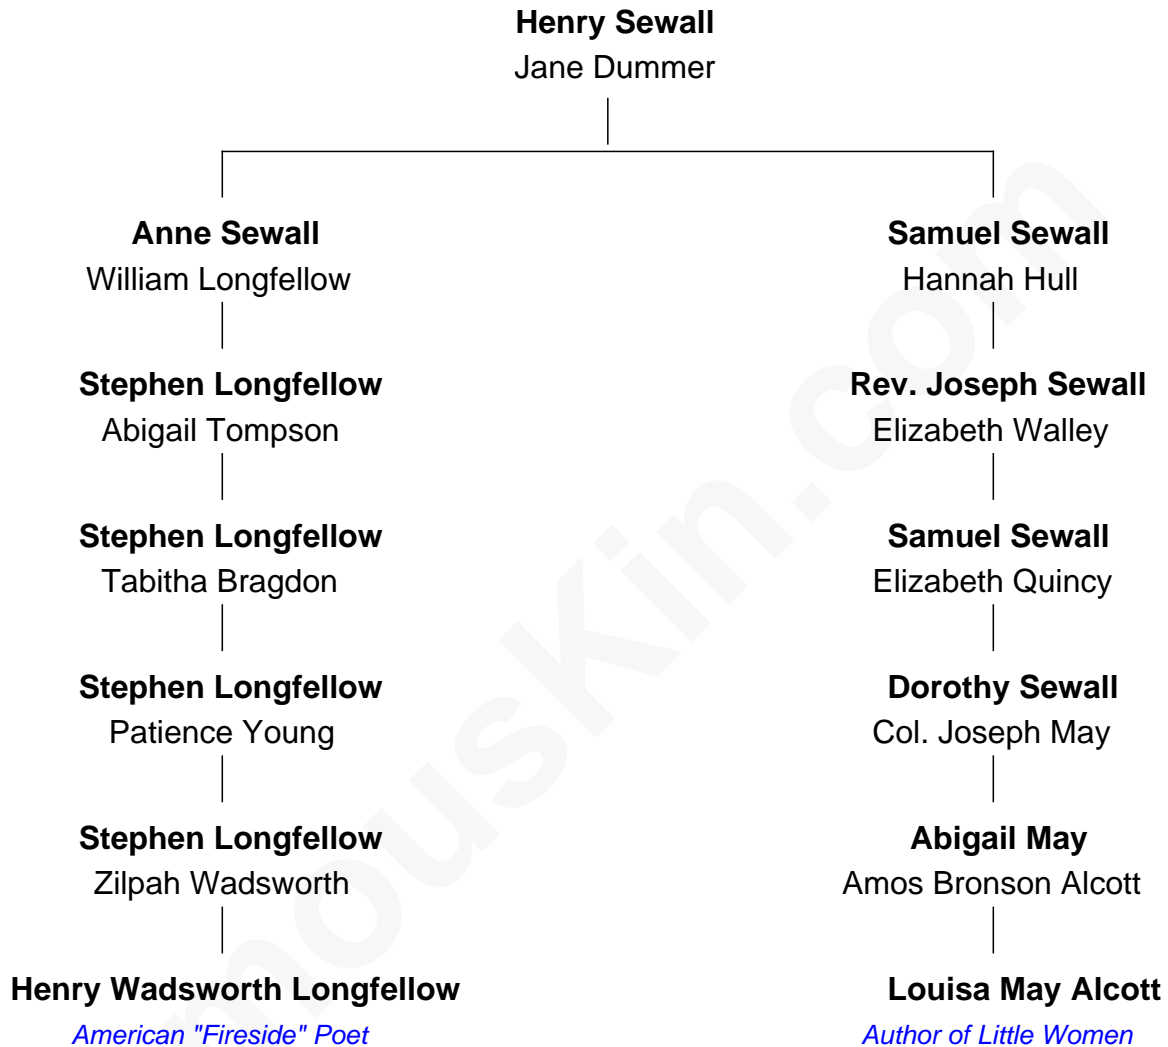 Henry Sewall
Jane Dummer
Anne Sewall
William Longfellow
Samuel Sewall
Hannah Hull
Stephen Longfellow
Abigail Tompson
Rev. Joseph Sewall
Elizabeth Walley
Stephen Longfellow
Tabitha Bragdon
Samuel Sewall
Elizabeth Quincy
Stephen Longfellow
Patience Young
Dorothy Sewall
Col. Joseph May
Stephen Longfellow
Zilpah Wadsworth
Abigail May
Amos Bronson Alcott
Henry Wadsworth Longfellow
American "Fireside" Poet
Louisa May Alcott
Author of Little Women
mousKin.com